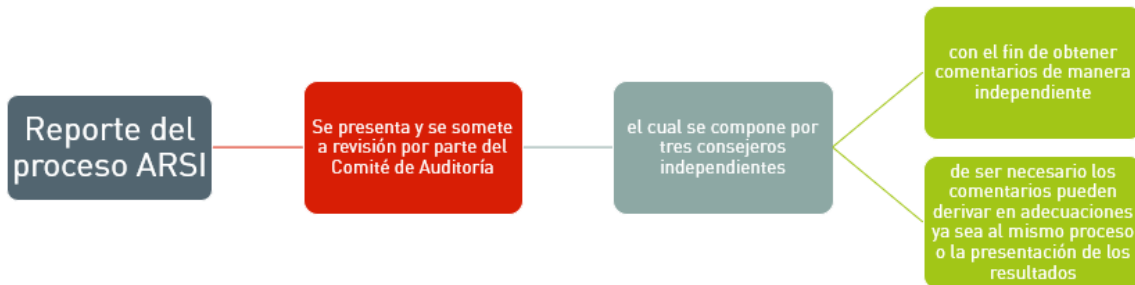 Reporte del
proceso ARSI
Se presenta y se somete
a revisión por parte del
Comité de Auditoría
el cual se compone por
tres consejeros
independientes
con el fin de obtener
comentarios de manera
independiente
de ser necesario los
comentarios pueden
derivar en adecuaciones
ya sea al mismo proceso
o la presentación de los
resultados